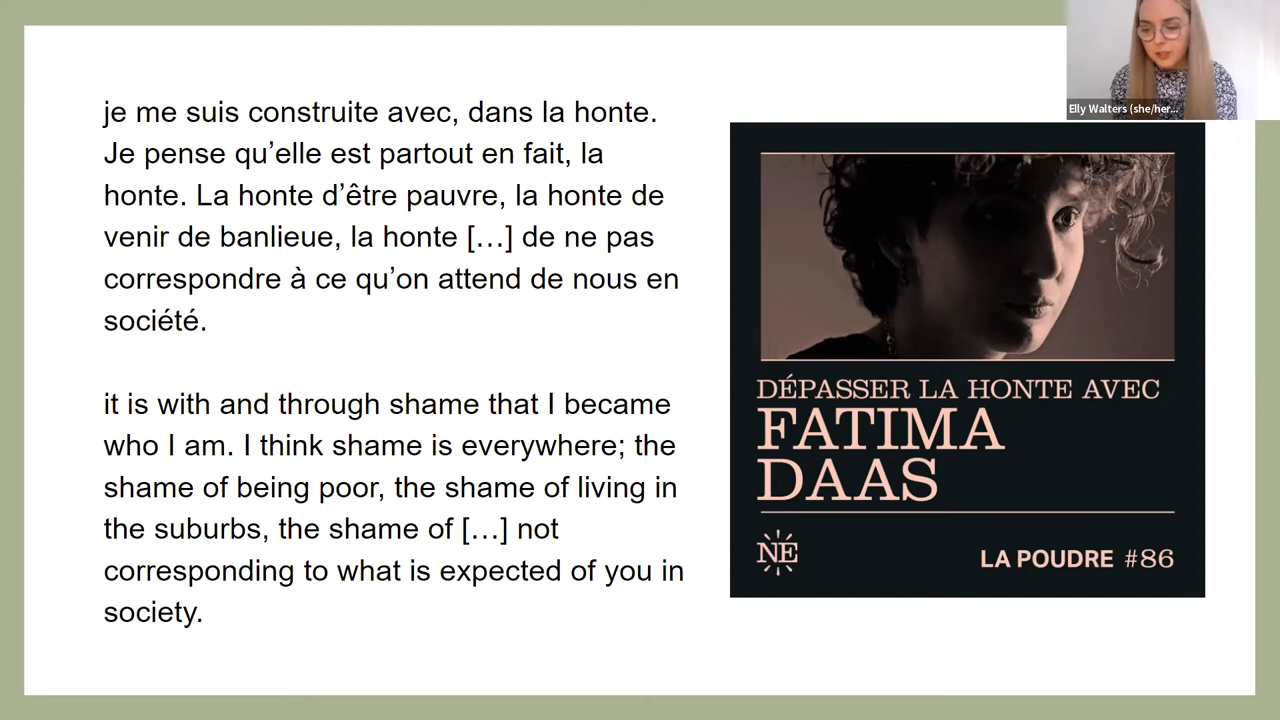 je me suis construite avec, dans la honte.
Je pense qu’elle est partout en fait, la
honte. La honte d’être pauvre, la honte de
venir de banlieue, la honte […] de ne pas
correspondre à ce qu’on attend de nous en
société.
it is with and through shame that I became
who I am. I think shame is everywhere; the
shame of being poor, the shame of living in
the suburbs, the shame of […] not
corresponding to what is expected of you in
society.
Elly Walters (she/her...
DÉPASSER LA HONTE AVEC
FATIMA
DAAS
NE
LA POUDRE #86